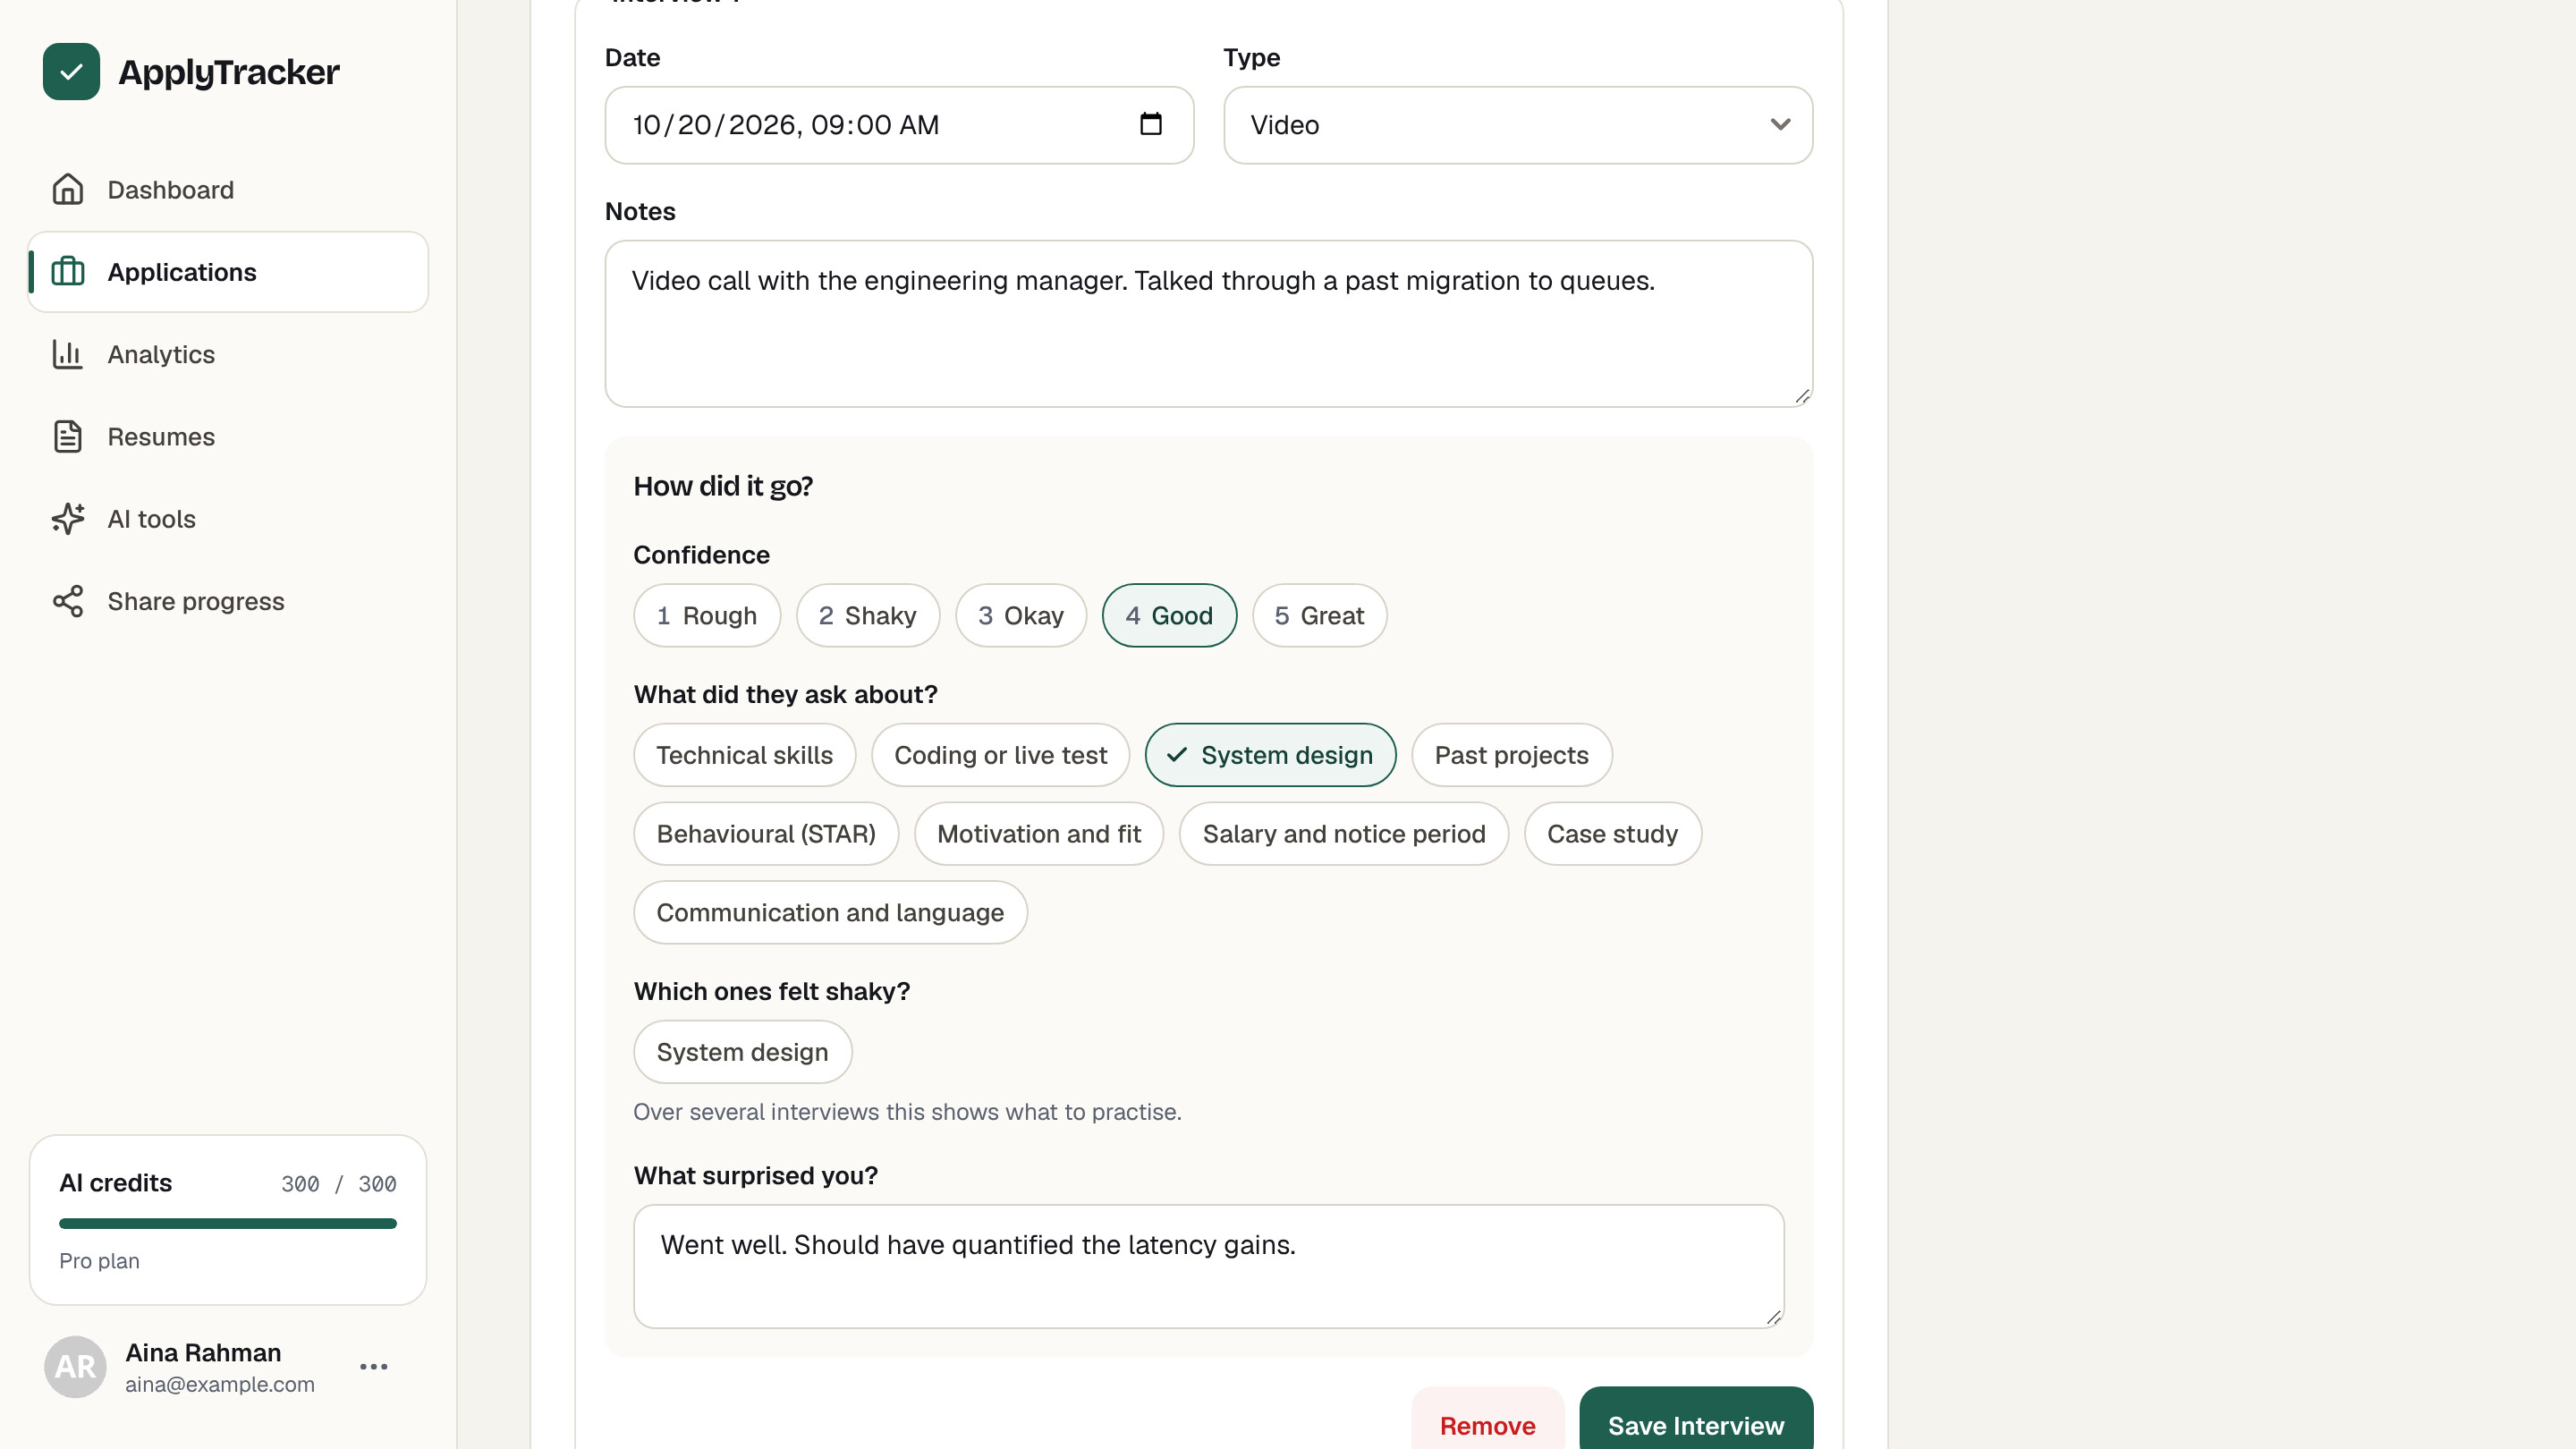 ApplyTracker
Dashboard
Applications
Analytics
Resumes
AI tools
Share progress
AI credits 300 / 300
Pro plan
AR
Aina Rahman
aina@example.com
Date
10/20/2026, 09:00 AM
Type
Video
Notes
Video call with the engineering manager. Talked through a past migration to queues.
How did it go?
Confidence
1 Rough 2 Shaky 3 Okay 4 Good 5 Great
What did they ask about?
Technical skills Coding or live test System design Past projects
Behavioural (STAR) Motivation and fit Salary and notice period Case study
Communication and language
Which ones felt shaky?
System design
Over several interviews this shows what to practise.
What surprised you?
Went well. Should have quantified the latency gains.
Remove Save Interview